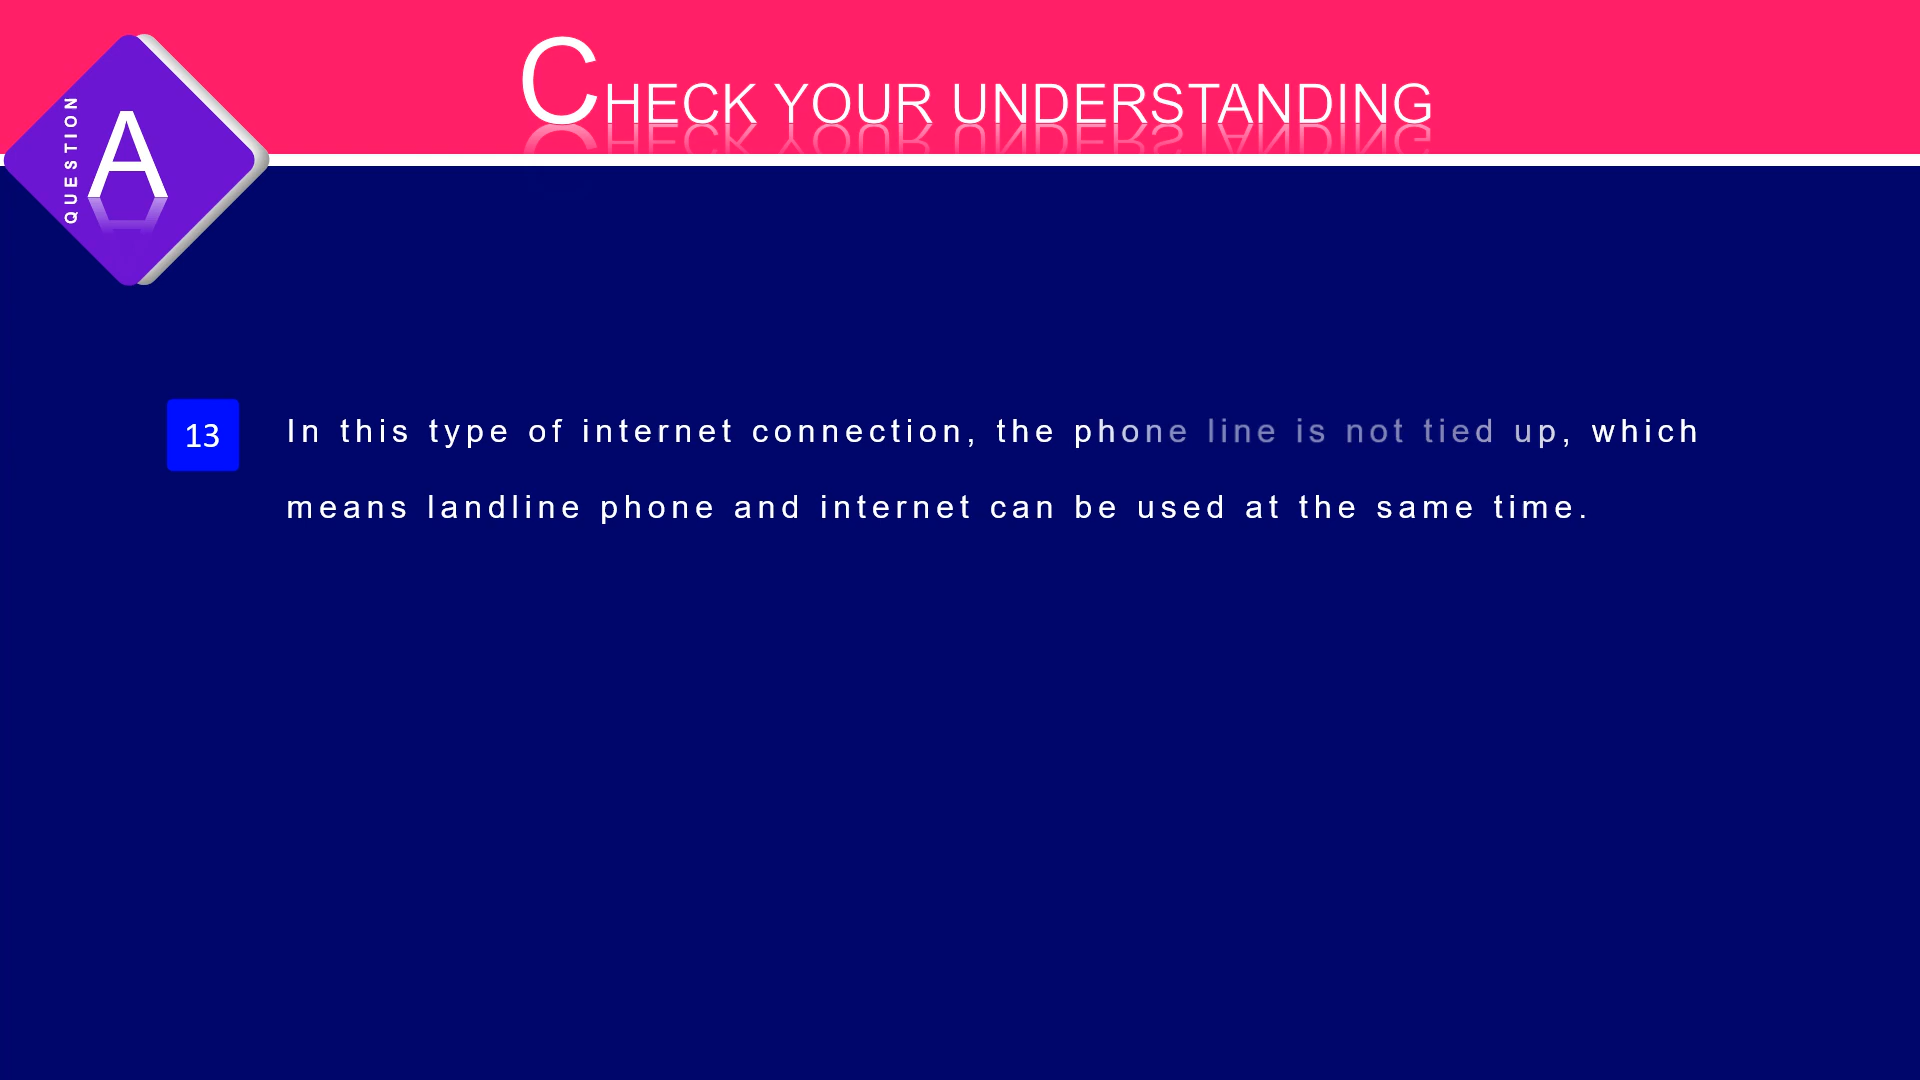 CHECK YOUR UNDERSTANDING
QUESTION
A
13
In this type of internet connection, the phone line is not tied up, which
means landline phone and internet can be used at the same time.